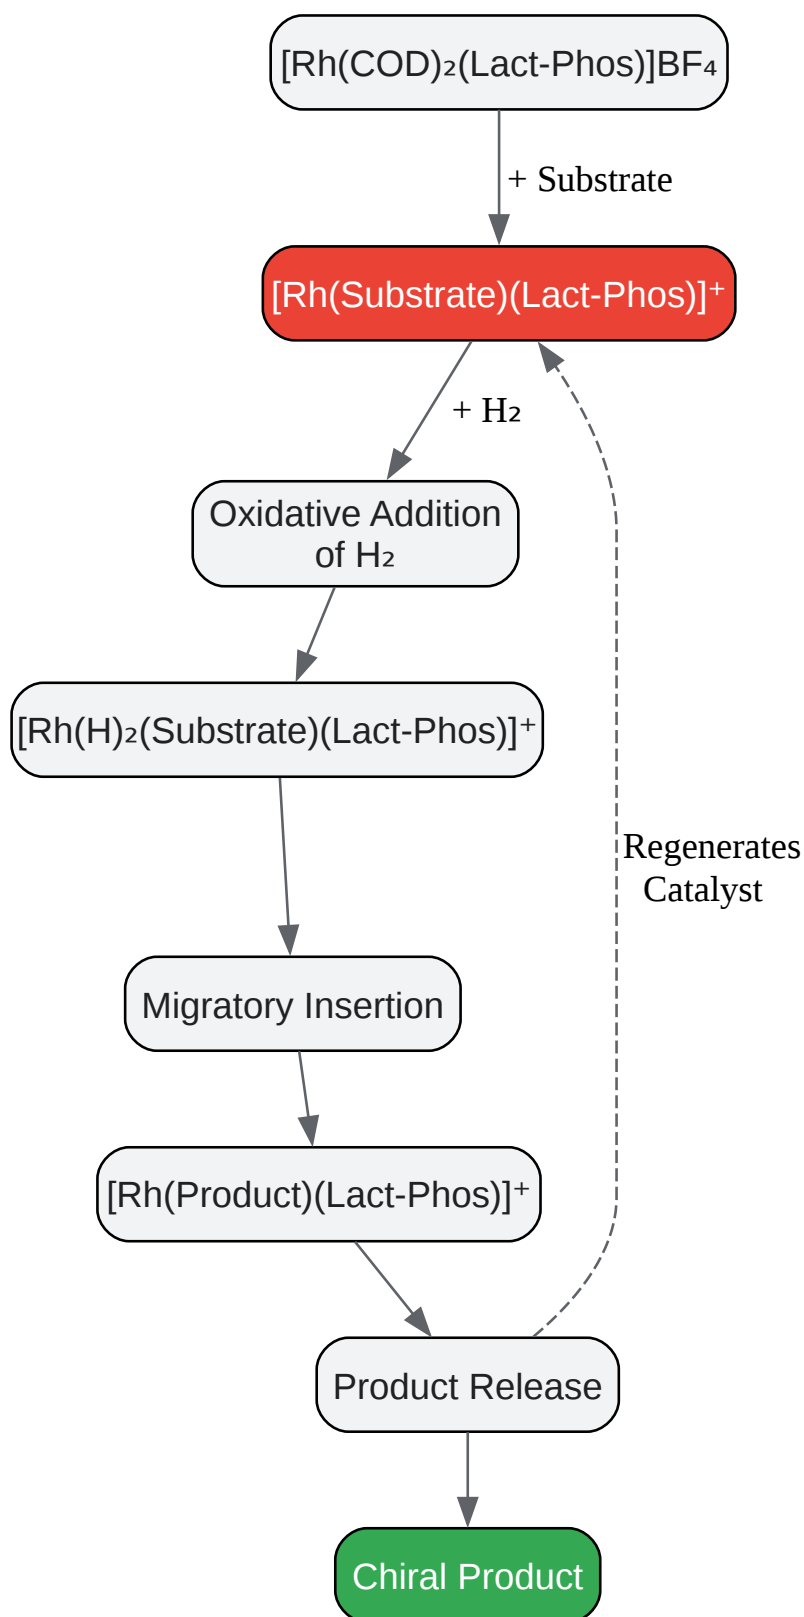 [Rh(COD)₂(Lact-Phos)]BF₄
+ Substrate
[Rh(Substrate)(Lact-Phos)]⁺
+ H₂
Oxidative Addition
of H₂
[Rh(H)₂(Substrate)(Lact-Phos)]⁺
Regenerates
Catalyst
Migratory Insertion
[Rh(Product)(Lact-Phos)]⁺
Product Release
Chiral Product